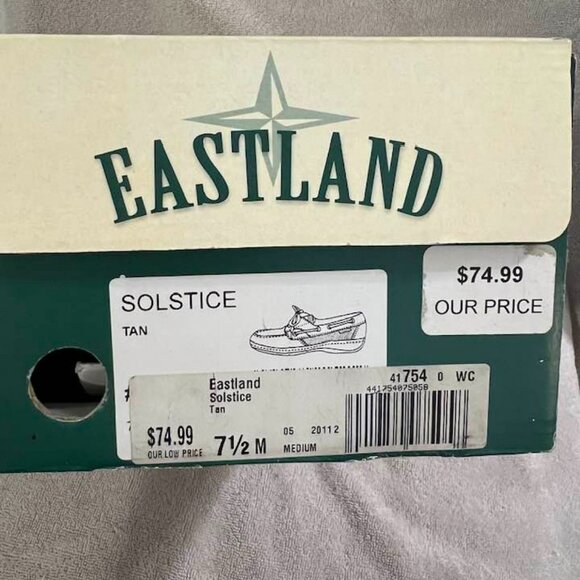 EASTLAND
$74.99
OUR PRICE
SOLSTICE
TAN
#
Eastland
Solstice
Tan
41754 0 WC
441754075058
$74.99
OUR LOW PRICE
7½ M
05 20112
MEDIUM